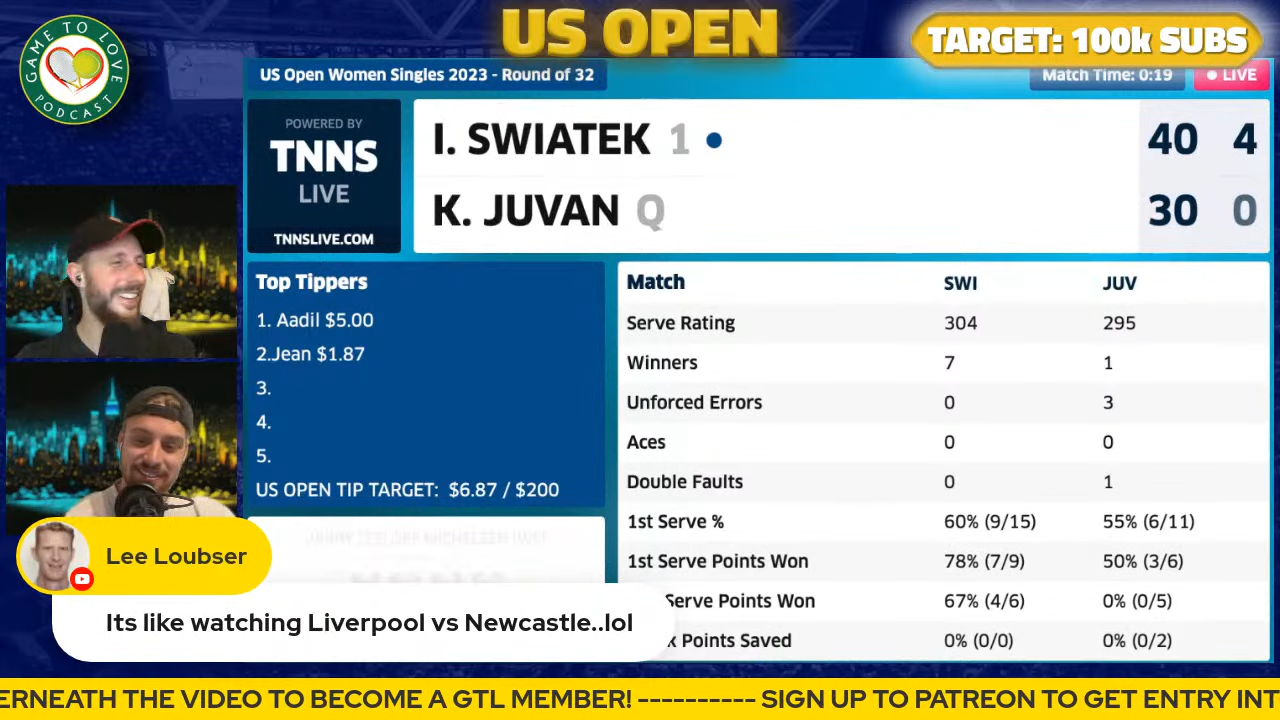 GAME TO LOVE
PODCAST
US OPEN
TARGET: 100k SUBS
US Open Women Singles 2023 - Round of 32
Match Time: 0:19
LIVE
POWERED BY
TNNS
LIVE
TNNSLIVE.COM
I. SWIATEK 1 40 4
K. JUVAN Q 30 0
Top Tippers
1. Aadil $5.00
2.Jean $1.87
3.
4.
5.
US OPEN TIP TARGET: $6.87 / $200
Match SWI JUV
Serve Rating 304 295
Winners 7 1
Unforced Errors 0 3
Aces 0 0
Double Faults 0 1
1st Serve % 60% (9/15) 55% (6/11)
1st Serve Points Won 78% (7/9) 50% (3/6)
Serve Points Won 67% (4/6) 0% (0/5)
Points Saved 0% (0/0) 0% (0/2)
Lee Loubser
Its like watching Liverpool vs Newcastle..lol
ERNEATH THE VIDEO TO BECOME A GTL MEMBER! ---------- SIGN UP TO PATREON TO GET ENTRY INT